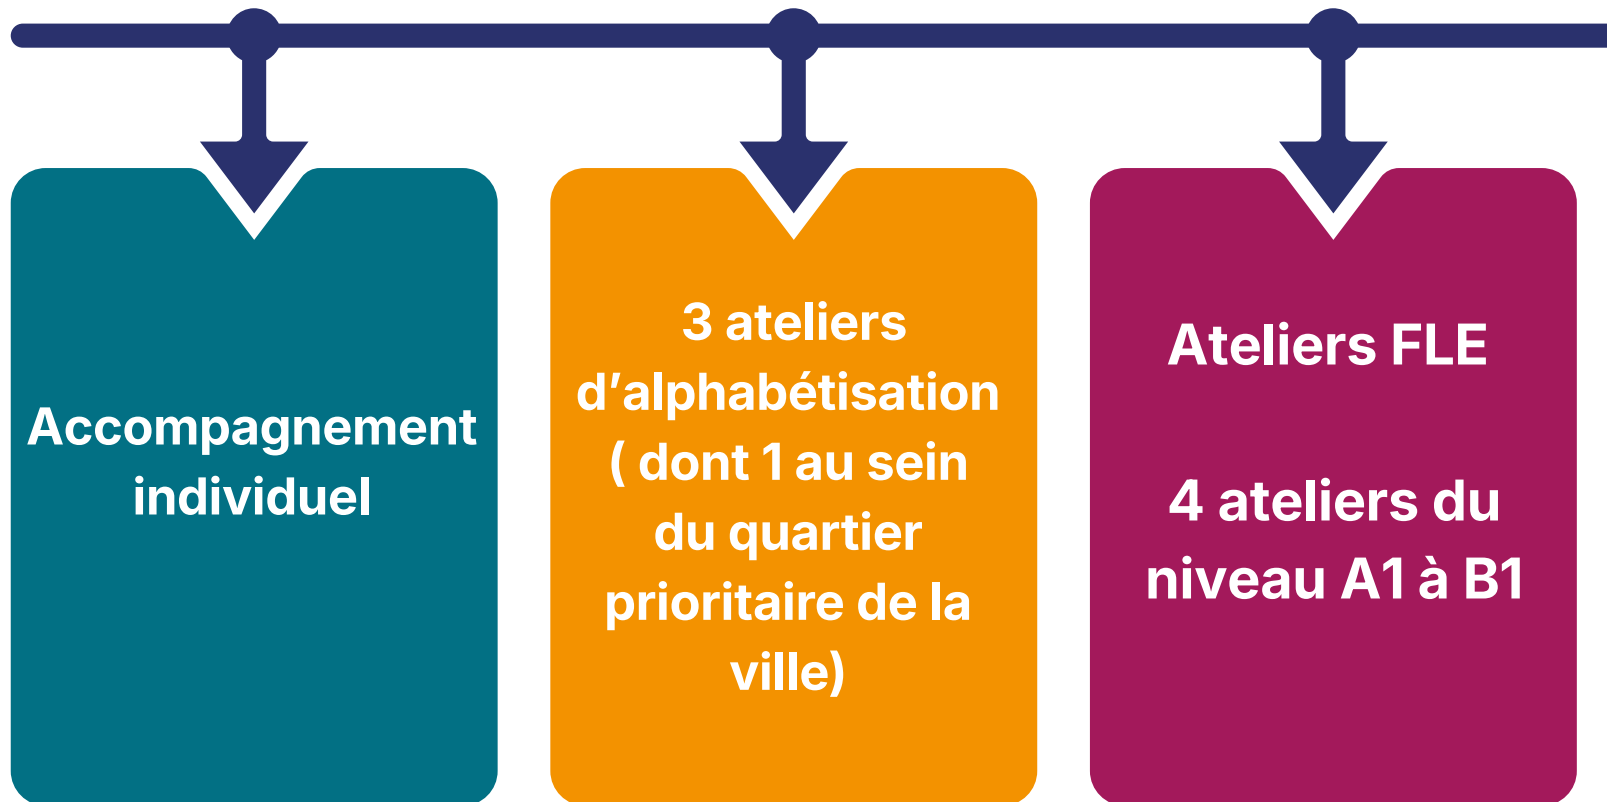 Accompagnement
individuel
3 ateliers
d’alphabétisation
( dont 1 au sein
du quartier
prioritaire de la
ville)
Ateliers FLE
4 ateliers du
niveau A1 à B1